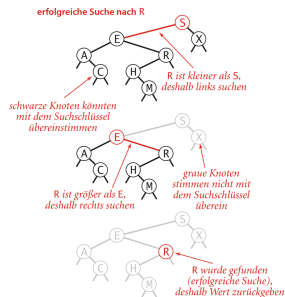 erfolgreiche Suche nach R
S
E
X
A
R
C
H
M
R ist kleiner als S,
deshalb links suchen
schwarze Knoten könnten
mit dem Suchschlüssel
übereinstimmen
S
E
X
A
R
C
H
M
R ist größer als E,
deshalb rechts suchen
graue Knoten
stimmen nicht mit
dem Suchschlüssel
überein
S
E
X
A
R
C
H
M
R wurde gefunden
(erfolgreiche Suche),
deshalb Wert zurückgeben